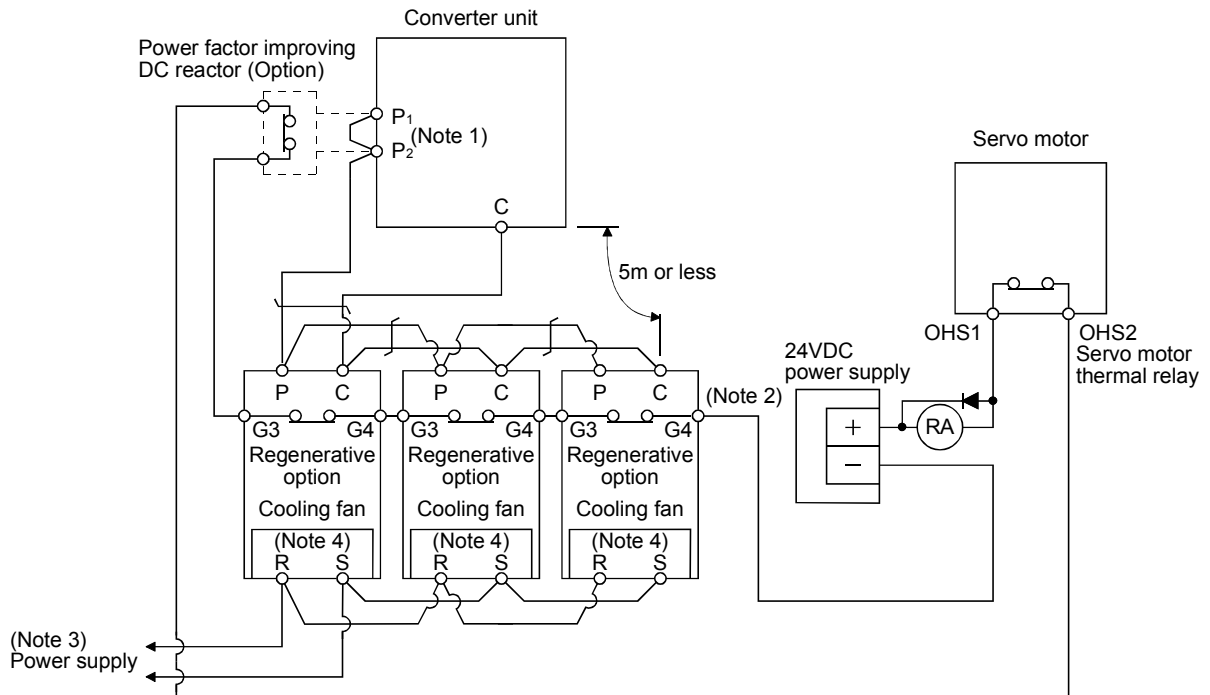 Converter unit
Power factor improving
DC reactor (Option)
P1
(Note 1)
P2
C
5m or less
Servo motor
OHS1
OHS2
Servo motor
thermal relay
24VDC
power supply
+
−
RA
P C P C P C
(Note 2)
G3 G4 G3 G4 G3 G4
Regenerative
option
Regenerative
option
Regenerative
option
Cooling fan
Cooling fan
Cooling fan
(Note 4)
(Note 4)
(Note 4)
R S R S R S
(Note 3)
Power supply